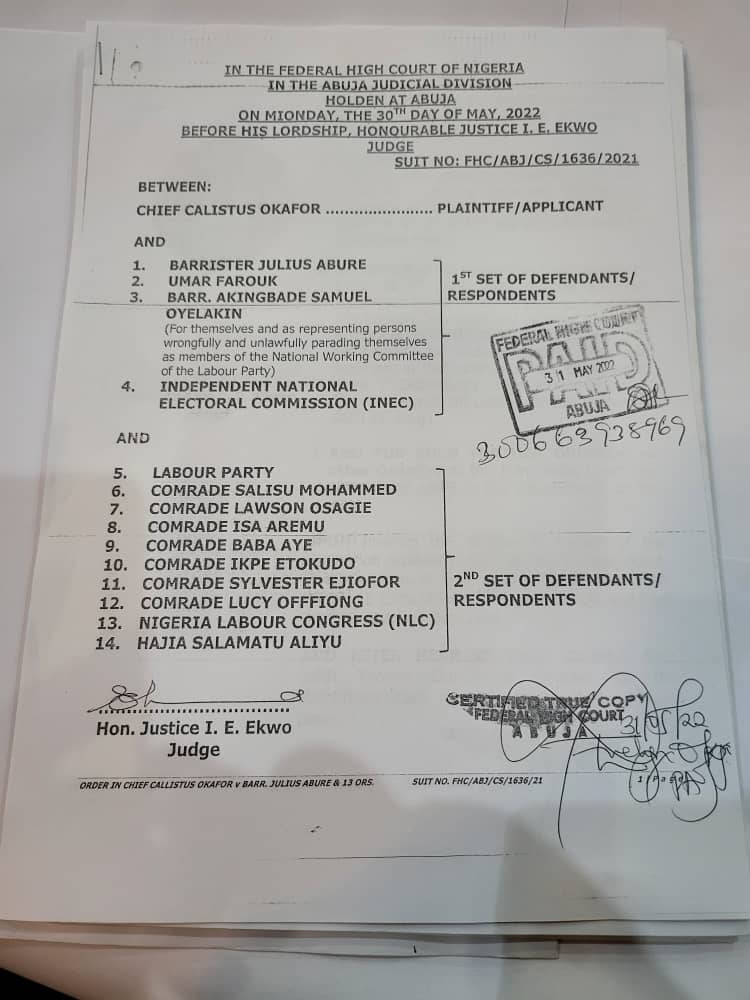 IN THE FEDERAL HIGH COURT OF NIGERIA
IN THE ABUJA JUDICIAL DIVISION
HOLDEN AT ABUJA
ON MIONDAY, THE 30TH DAY OF MAY, 2022
BEFORE HIS LORDSHIP, HONOURABLE JUSTICE I. E. EKWO
JUDGE
SUIT NO: FHC/ABJ/CS/1636/2021
BETWEEN:
CHIEF CALISTUS OKAFOR ....................... PLAINTIFF/APPLICANT
AND
1. BARRISTER JULIUS ABURE
2. UMAR FAROUK
3. BARR. AKINGBADE SAMUEL
OYELAKIN
(For themselves and as representing persons
wrongfully and unlawfully parading themselves
as members of the National Working Committee
of the Labour Party)
4. INDEPENDENT NATIONAL
ELECTORAL COMMISSION (INEC)
1ST SET OF DEFENDANTS/
RESPONDENTS
FEDERAL HIGH COURT
PAID
31 MAY 2022
ABUJA
300663938969
AND
5. LABOUR PARTY
6. COMRADE SALISU MOHAMMED
7. COMRADE LAWSON OSAGIE
8. COMRADE ISA AREMU
9. COMRADE BABA AYE
10. COMRADE IKPE ETOKUDO
11. COMRADE SYLVESTER EJIOFOR
12. COMRADE LUCY OFFFIONG
13. NIGERIA LABOUR CONGRESS (NLC)
14. HAJIA SALAMATU ALIYU
2ND SET OF DEFENDANTS/
RESPONDENTS
..............................
Hon. Justice I. E. Ekwo
Judge
CERTIFIED TRUE COPY
FEDERAL HIGH COURT
ABUJA
31/05/22
ORDER IN CHIEF CALLISTUS OKAFOR v BARR. JULIUS ABURE & 13 ORS. SUIT NO. FHC/ABJ/CS/1636/21